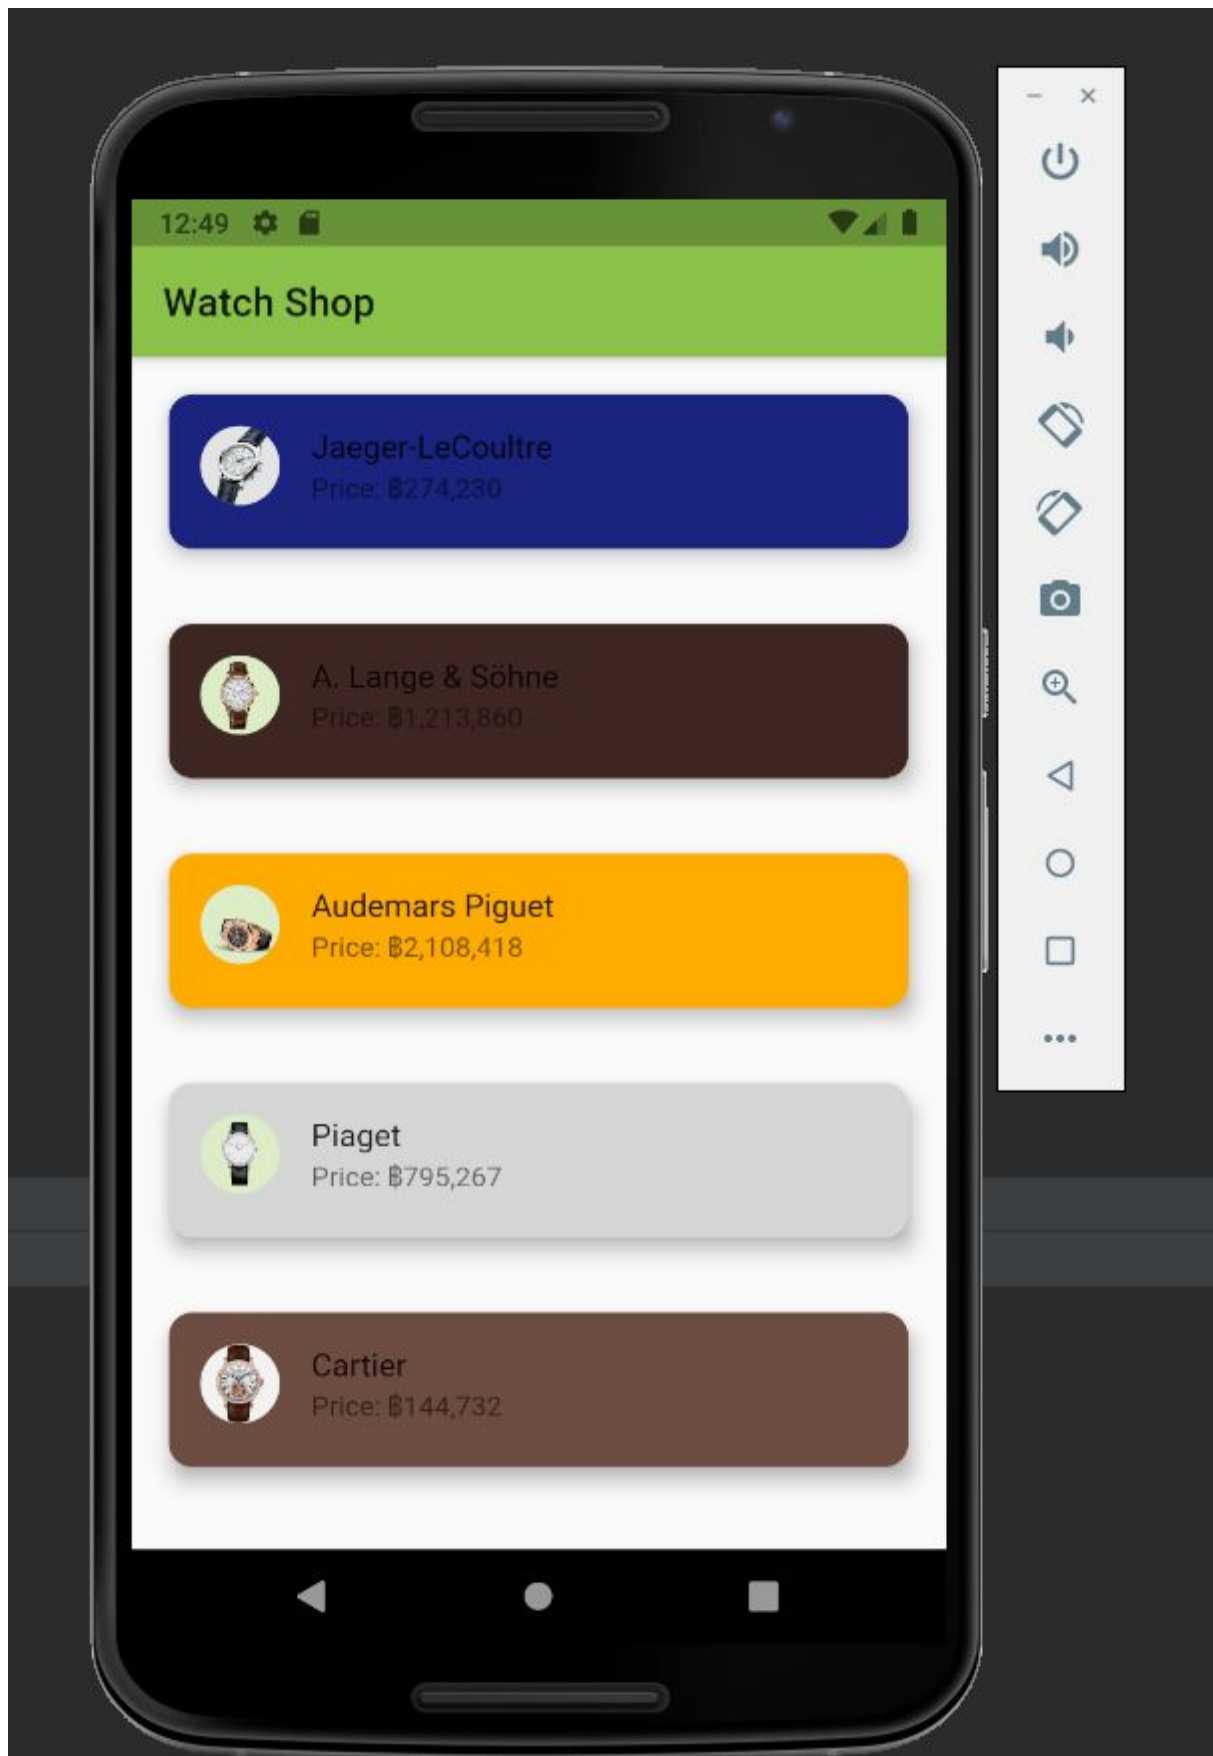 12:49
Watch Shop
Jaeger-LeCoultre
Price: ฿274,230
A. Lange & Söhne
Price: ฿1,213,860
Audemars Piguet
Price: ฿2,108,418
Piaget
Price: ฿795,267
Cartier
Price: ฿144,732